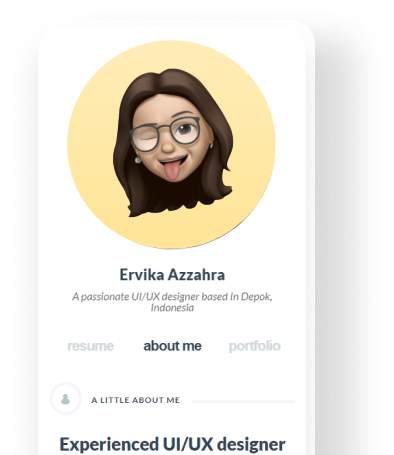 Ervika Azzahra
A passionate UI/UX designer based In Depok,
Indonesia
resume about me portfolio
A LITTLE ABOUT ME
Experienced UI/UX designer